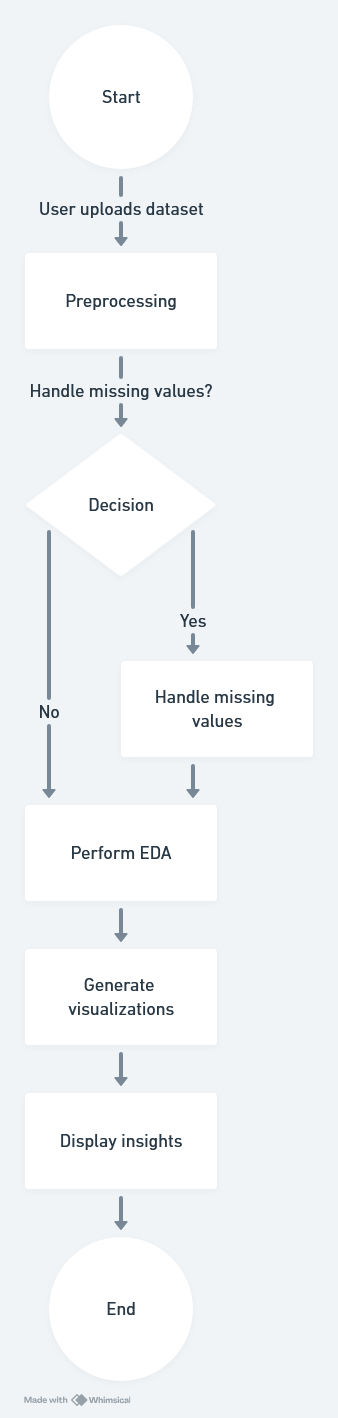 Start
User uploads dataset
Preprocessing
Handle missing values?
Decision
Yes
Handle missing
values
No
Perform EDA
Generate
visualizations
Display insights
End
Made with Whimsical